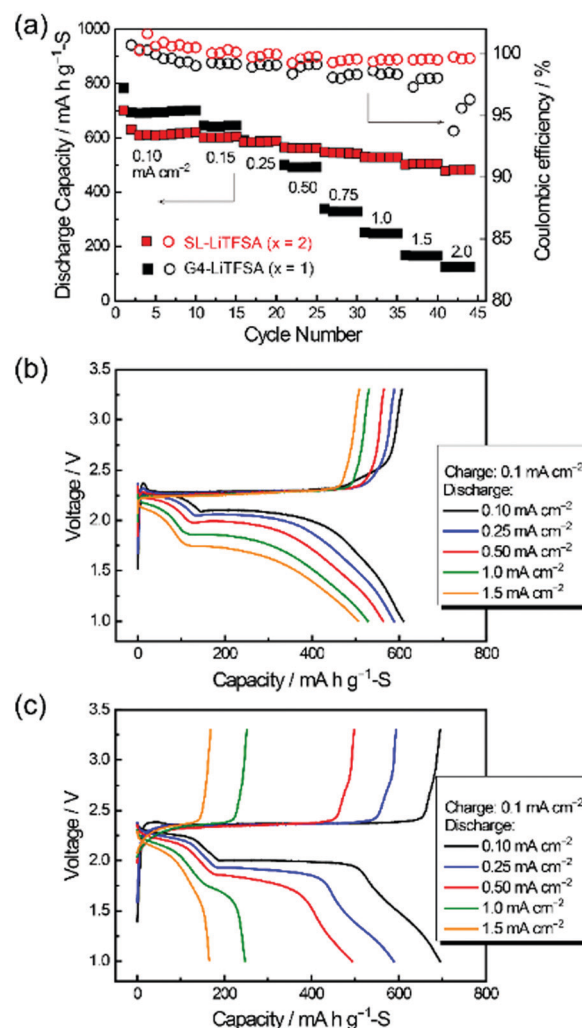 (a)
1000
900
800
700
600
500
400
300
200
100
0
Discharge Capacity / mA h g⁻¹-S
100
95
90
85
80
Coulombic efficiency / %
0.10
mA cm⁻²
0.15
0.25
0.50
0.75
1.0
1.5
2.0
SL-LiTFSA (x = 2)
G4-LiTFSA (x = 1)
0 5 10 15 20 25 30 35 40 45
Cycle Number
(b)
3.5
3.0
2.5
2.0
1.5
1.0
Voltage / V
Charge: 0.1 mA cm⁻²
Discharge:
0.10 mA cm⁻²
0.25 mA cm⁻²
0.50 mA cm⁻²
1.0 mA cm⁻²
1.5 mA cm⁻²
0 200 400 600 800
Capacity / mA h g⁻¹-S
(c)
3.5
3.0
2.5
2.0
1.5
1.0
Voltage / V
Charge: 0.1 mA cm⁻²
Discharge:
0.10 mA cm⁻²
0.25 mA cm⁻²
0.50 mA cm⁻²
1.0 mA cm⁻²
1.5 mA cm⁻²
0 200 400 600 800
Capacity / mA h g⁻¹-S